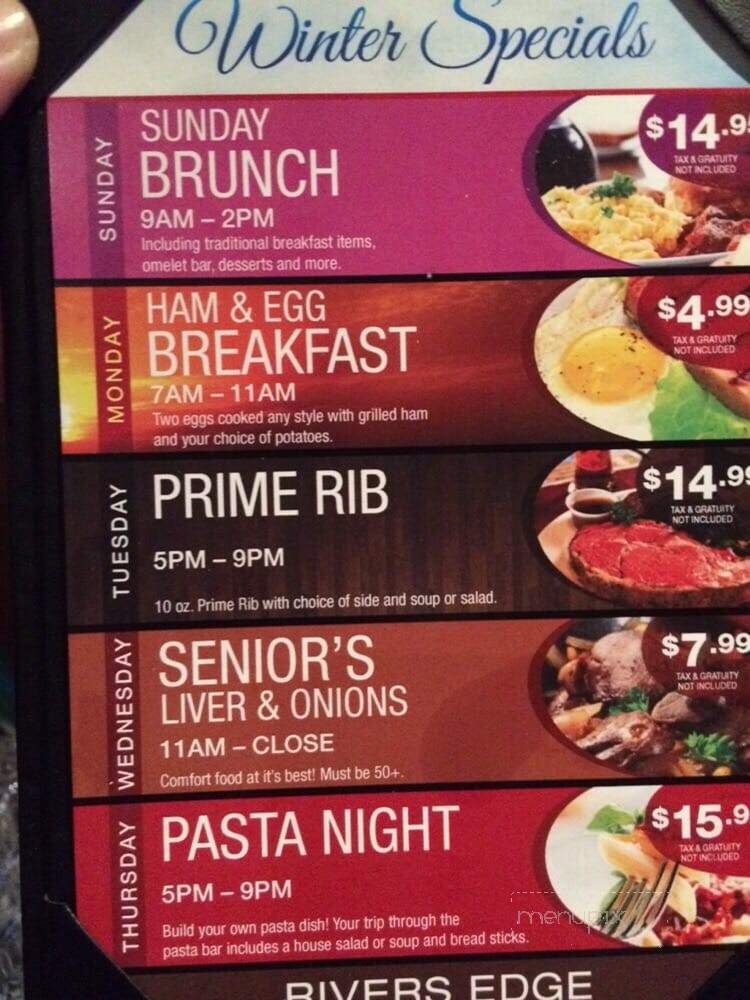 Winter Specials
SUNDAY
SUNDAY
BRUNCH
9AM – 2PM
Including traditional breakfast items,
omelet bar, desserts and more.
$14.9
TAX & GRATUITY
NOT INCLUDED
MONDAY
HAM & EGG
BREAKFAST
7AM – 11AM
Two eggs cooked any style with grilled ham
and your choice of potatoes.
$4.99
TAX & GRATUITY
NOT INCLUDED
TUESDAY
PRIME RIB
5PM – 9PM
10 oz. Prime Rib with choice of side and soup or salad.
$14.99
TAX & GRATUITY
NOT INCLUDED
WEDNESDAY
SENIOR'S
LIVER & ONIONS
11AM – CLOSE
Comfort food at it's best! Must be 50+.
$7.99
TAX & GRATUITY
NOT INCLUDED
THURSDAY
PASTA NIGHT
5PM – 9PM
Build your own pasta dish! Your trip through the
pasta bar includes a house salad or soup and bread sticks.
$15.9
TAX & GRATUITY
NOT INCLUDED
menupix
RIVERS EDGE